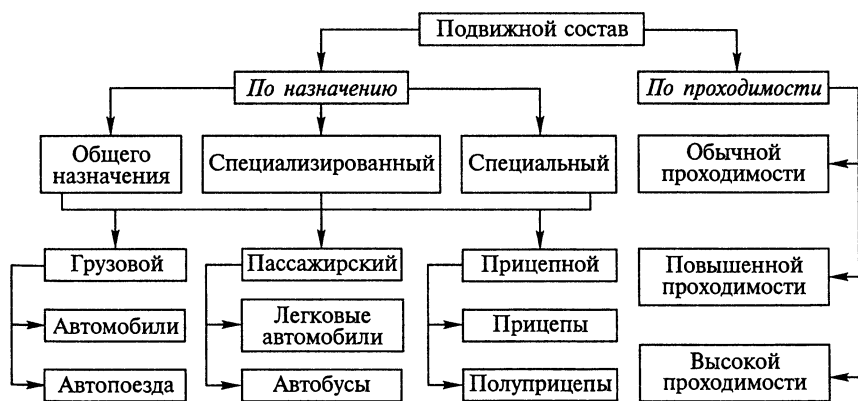 Подвижной состав
По назначению
По проходимости
Общего
назначения
Специализированный
Специальный
Обычной
проходимости
Грузовой
Пассажирский
Прицепной
Повышенной
проходимости
Автомобили
Легковые
автомобили
Прицепы
Автопоезда
Автобусы
Полуприцепы
Высокой
проходимости